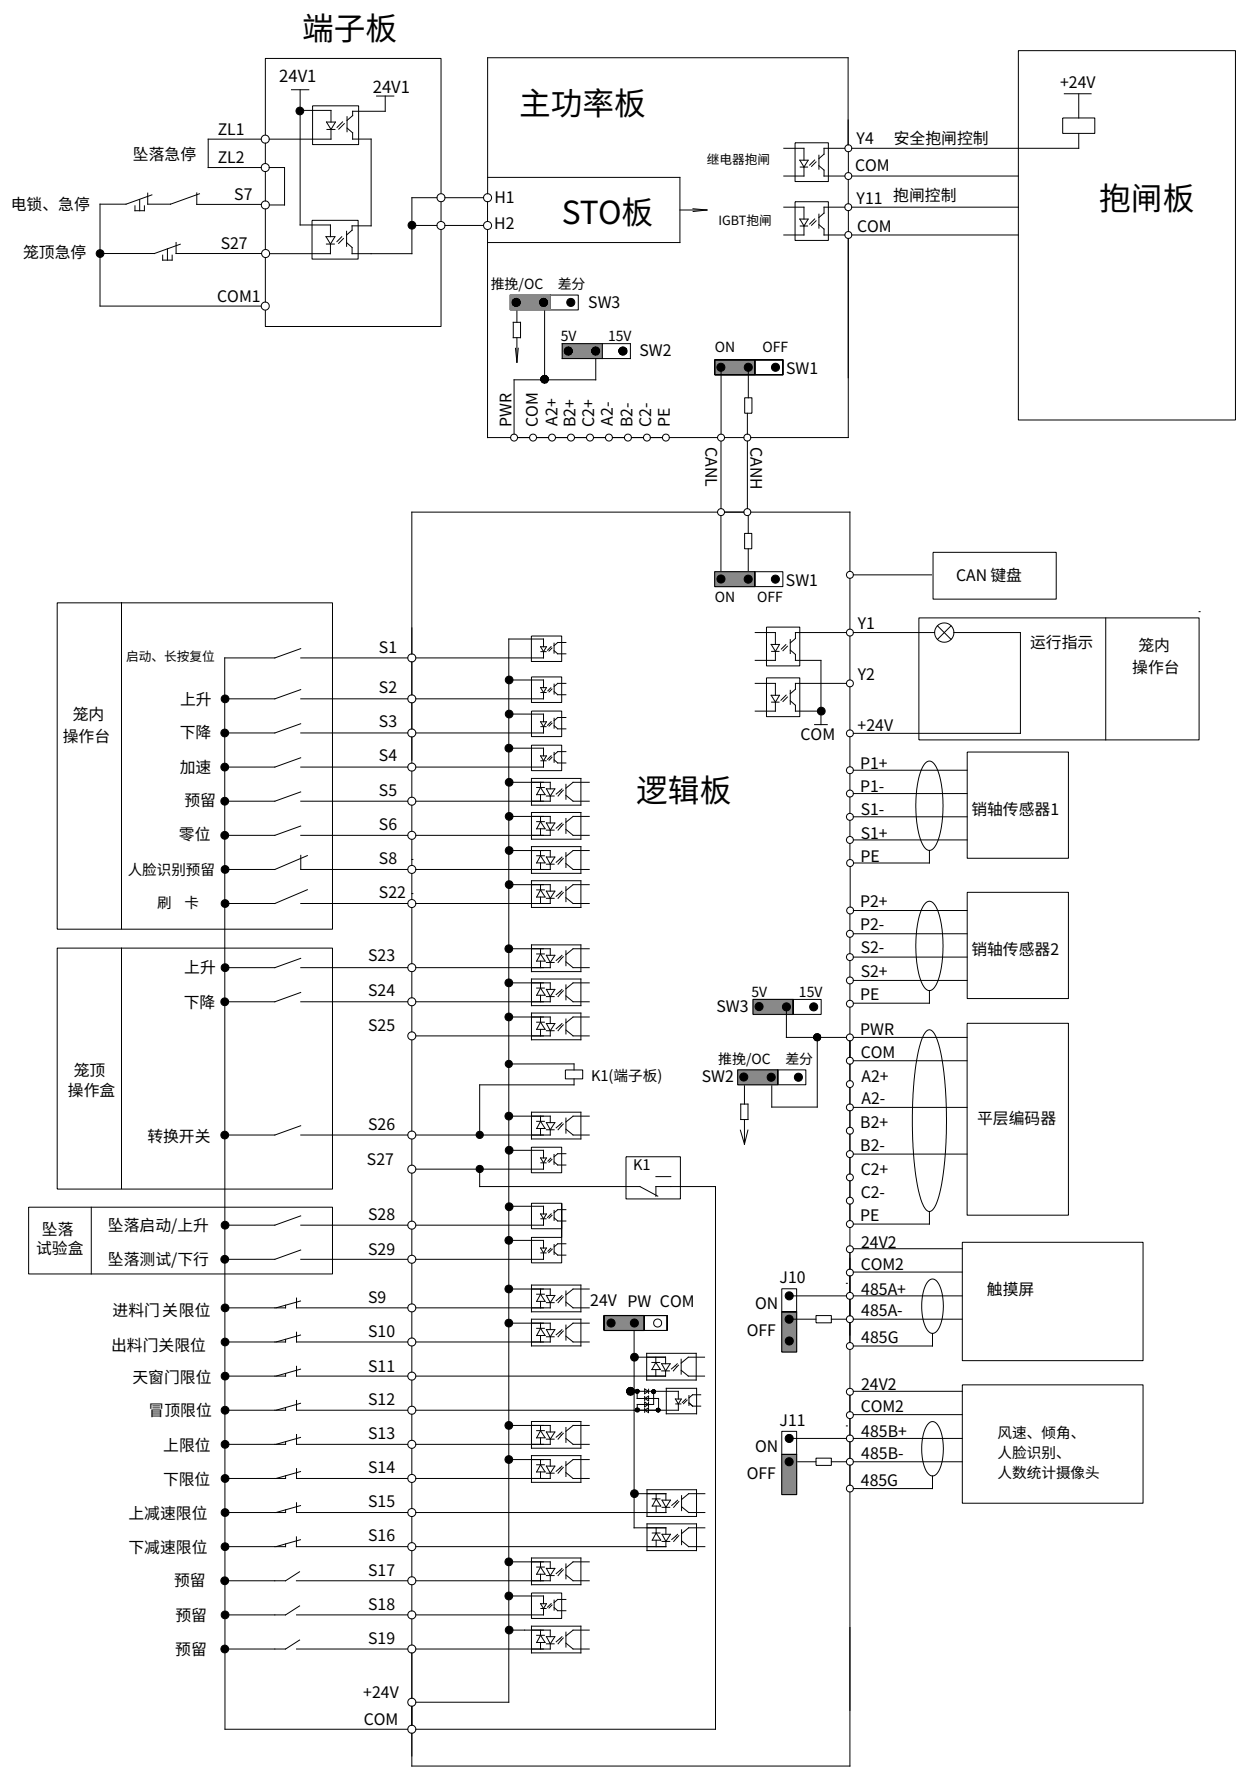 端子板
24V1
24V1
ZL1
坠落急停
ZL2
电锁、急停
S7
笼顶急停
S27
COM1
主功率板
继电器抱闸
IGBT抱闸
STO板
H1
H2
Y4
安全抱闸控制
COM
Y11
抱闸控制
COM
+24V
抱闸板
推挽/OC
差分
SW3
5V
15V
SW2
ON
OFF
SW1
PWR
COM
A2+
B2+
C2+
A2-
B2-
C2-
PE
CANL
CANH
SW1
ON
OFF
逻辑板
CAN 键盘
Y1
Y2
COM
+24V
运行指示
笼内
操作台
笼内
操作台
启动、长按复位
S1
上升
S2
下降
S3
加速
S4
预留
S5
零位
S6
人脸识别预留
S8
刷 卡
S22
笼顶
操作盒
上升
S23
下降
S24
S25
K1(端子板)
转换开关
S26
S27
K1
坠落
试验盒
坠落启动/上升
S28
坠落测试/下行
S29
进料门关限位
S9
出料门关限位
S10
天窗门限位
S11
冒顶限位
S12
上限位
S13
下限位
S14
上减速限位
S15
下减速限位
S16
预留
S17
预留
S18
预留
S19
+24V
COM
24V
PW
COM
P1+
P1-
S1-
S1+
PE
销轴传感器1
P2+
P2-
S2-
S2+
PE
销轴传感器2
5V
15V
SW3
推挽/OC
差分
SW2
PWR
COM
A2+
A2-
B2+
B2-
C2+
C2-
PE
平层编码器
24V2
COM2
485A+
485A-
485G
触摸屏
J10
ON
OFF
24V2
COM2
485B+
485B-
485G
风速、倾角、
人脸识别、
人数统计摄像头
J11
ON
OFF